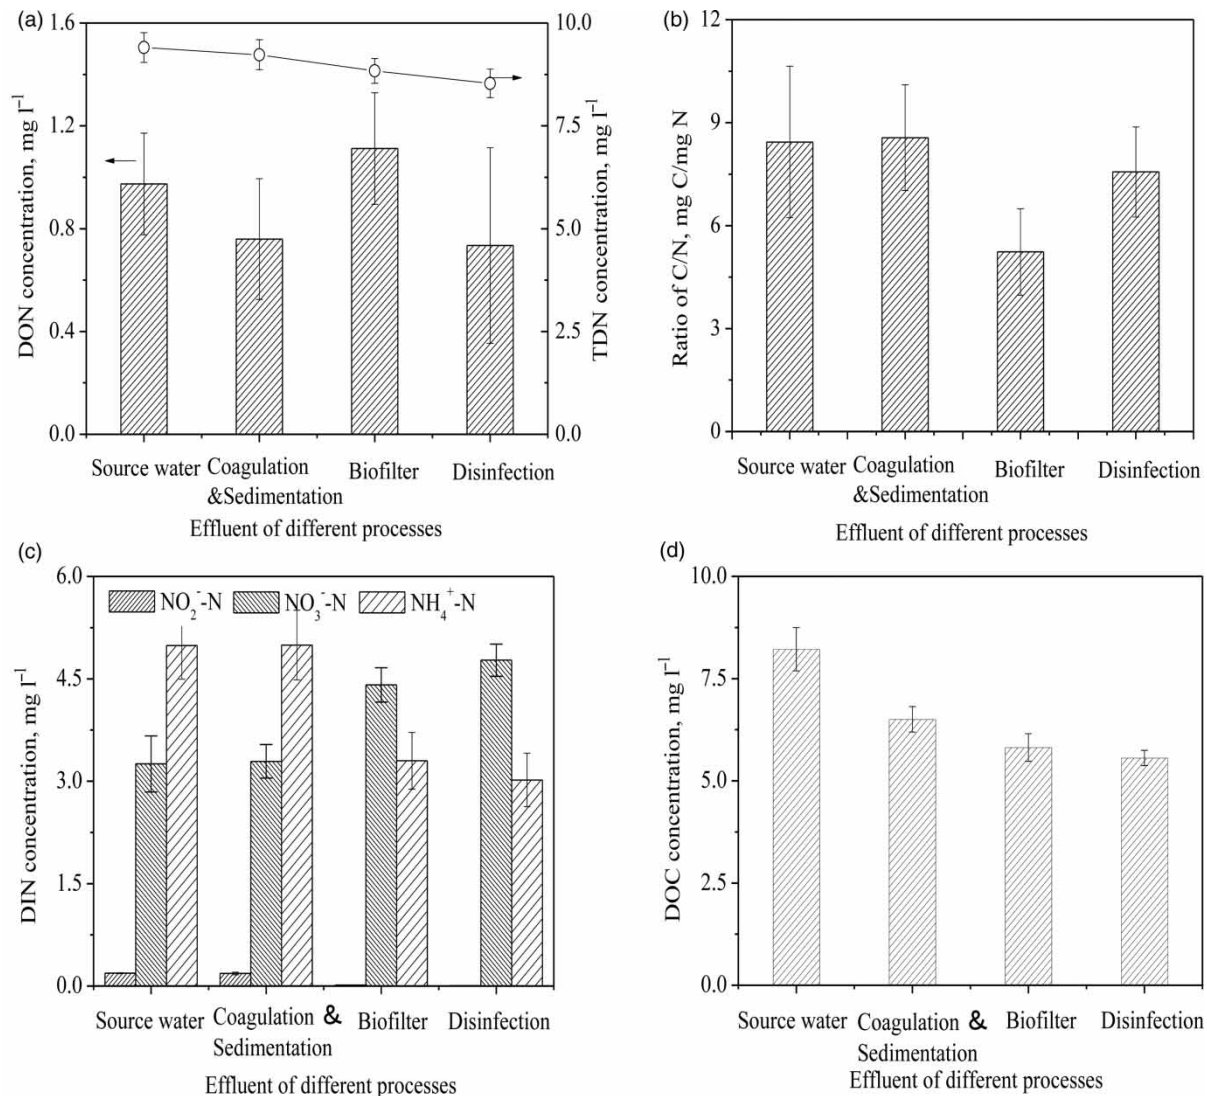 (a)
1.6
1.2
0.8
0.4
0.0
DON concentration, mg l⁻¹
10.0
7.5
5.0
2.5
0.0
TDN concentration, mg l⁻¹
Source water
Coagulation
&Sedimentation
Biofilter
Disinfection
Effluent of different processes
(b)
12
9
6
3
0
Ratio of C/N, mg C/mg N
Source water
Coagulation
&Sedimentation
Biofilter
Disinfection
Effluent of different processes
(c)
6.0
4.5
3.0
1.5
0.0
DIN concentration, mg l⁻¹
NO₂⁻-N NO₃⁻-N NH₄⁺-N
Source water
Coagulation &
Sedimentation
Biofilter
Disinfection
Effluent of different processes
(d)
10.0
7.5
5.0
2.5
0.0
DOC concentration, mg l⁻¹
Source water
Coagulation &
Sedimentation
Biofilter
Disinfection
Effluent of different processes